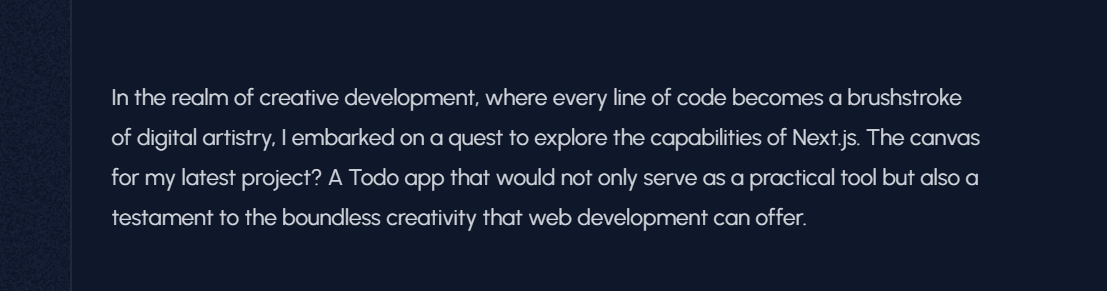 In the realm of creative development, where every line of code becomes a brushstroke
of digital artistry, I embarked on a quest to explore the capabilities of Next.js. The canvas
for my latest project? A Todo app that would not only serve as a practical tool but also a
testament to the boundless creativity that web development can offer.